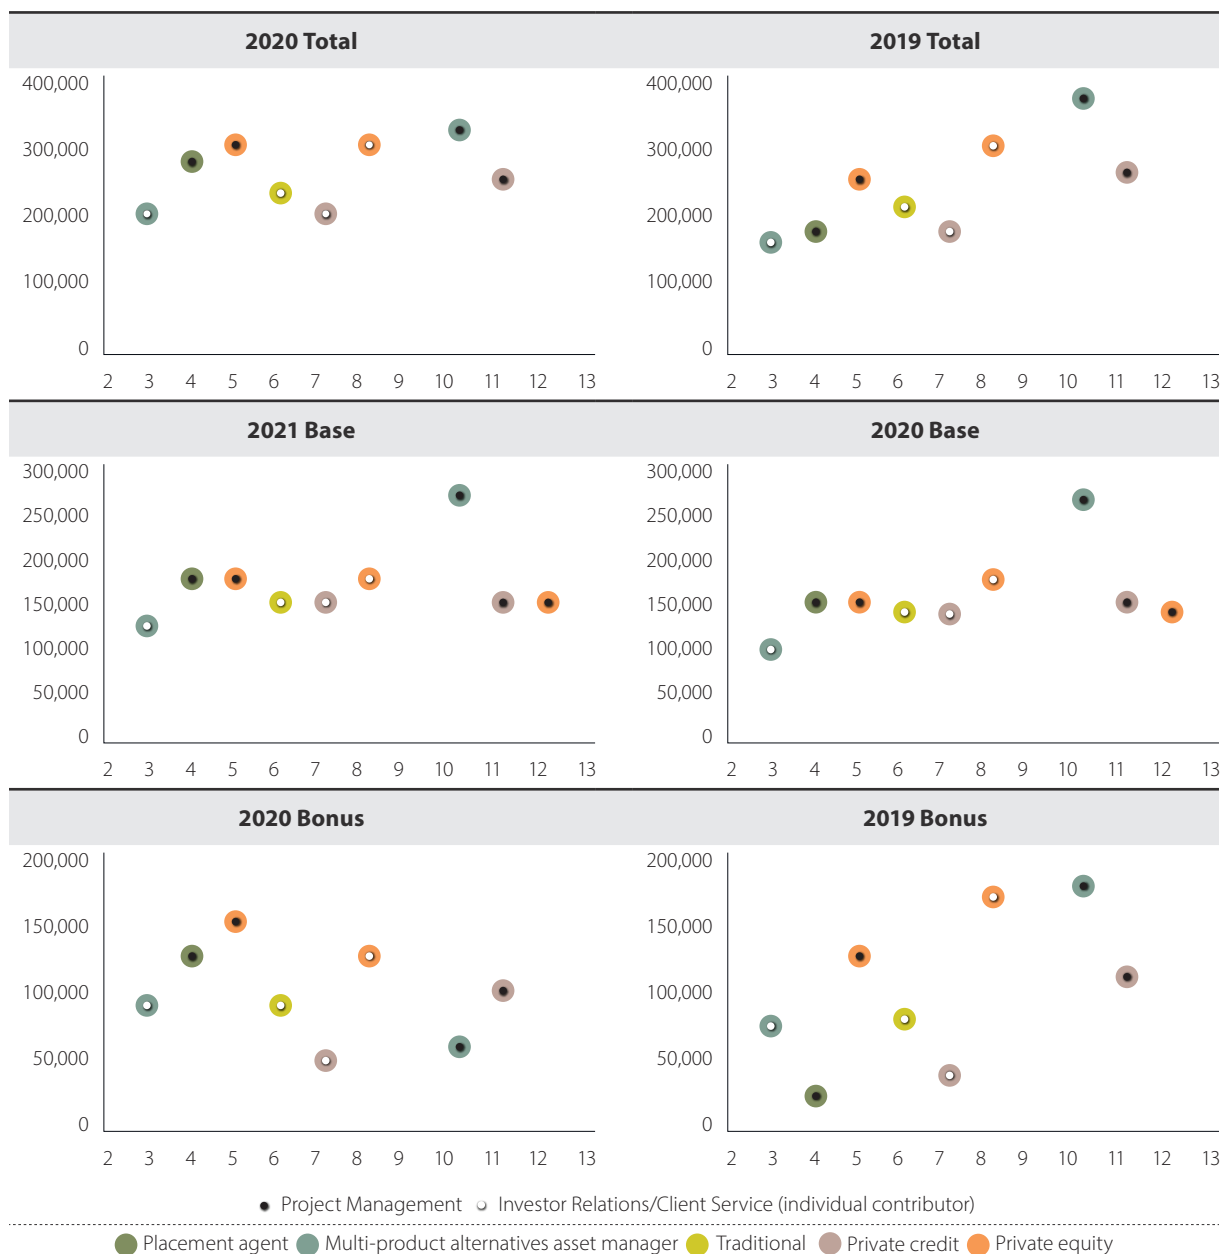 2020 Total
2019 Total
400,000
300,000
200,000
100,000
0
2 3 4 5 6 7 8 9 10 11 12 13
400,000
300,000
200,000
100,000
0
2 3 4 5 6 7 8 9 10 11 12 13
2021 Base
2020 Base
300,000
250,000
200,000
150,000
100,000
50,000
0
2 3 4 5 6 7 8 9 10 11 12 13
300,000
250,000
200,000
150,000
100,000
50,000
0
2 3 4 5 6 7 8 9 10 11 12 13
2020 Bonus
2019 Bonus
200,000
150,000
100,000
50,000
0
2 3 4 5 6 7 8 9 10 11 12 13
200,000
150,000
100,000
50,000
0
2 3 4 5 6 7 8 9 10 11 12 13
Project Management Investor Relations/Client Service (individual contributor)
Placement agent Multi-product alternatives asset manager Traditional Private credit Private equity